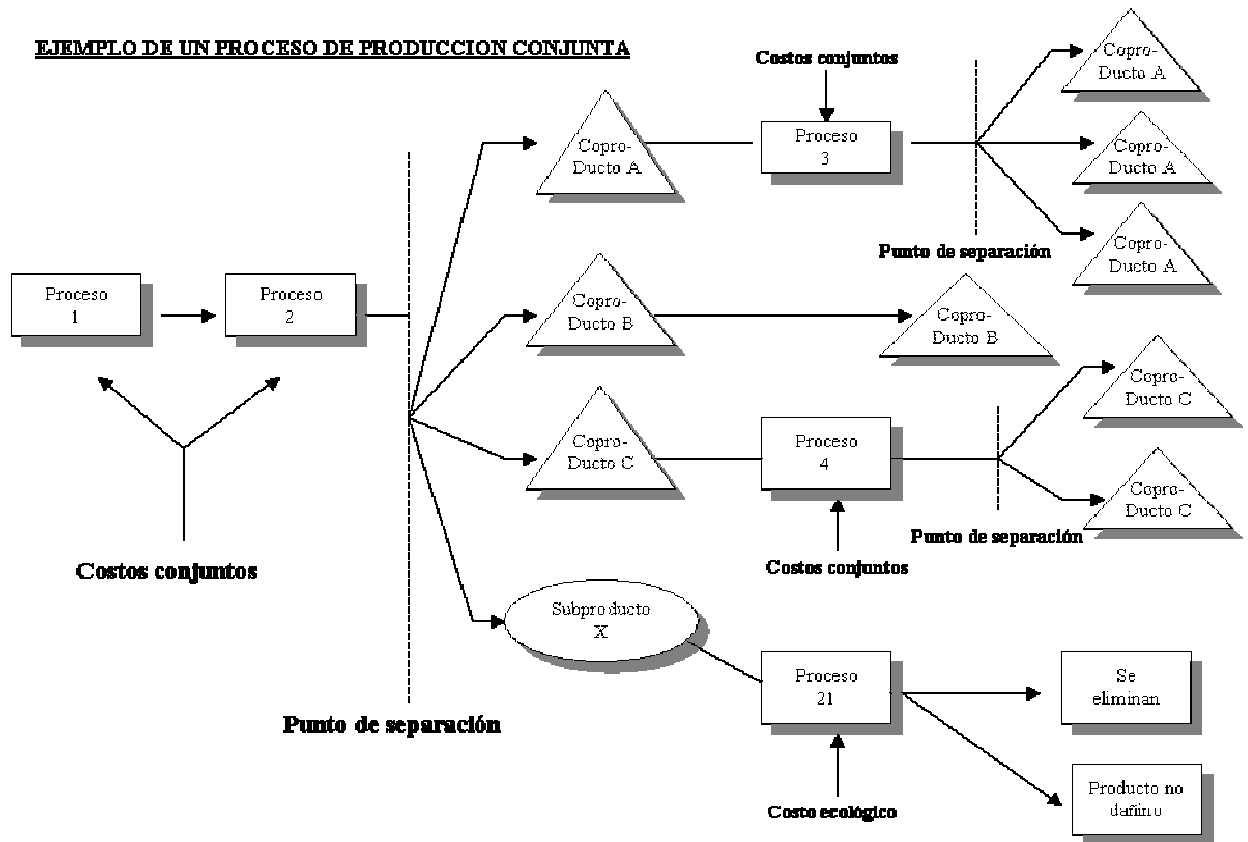 EJEMPLO DE UN PROCESO DE PRODUCCION CONJUNTA
Costos conjuntos
Copro-
Ducto A
Copro-
Ducto A
Proceso
3
Copro-
Ducto A
Copro-
Ducto A
Punto de separación
Proceso
1
Proceso
2
Copro-
Ducto B
Copro-
Ducto B
Copro-
Ducto C
Copro-
Ducto C
Proceso
4
Copro-
Ducto C
Punto de separación
Costos conjuntos
Costos conjuntos
Subproducto
X
Proceso
21
Se
eliminan
Punto de separación
Costo ecológico
Producto no
dañino